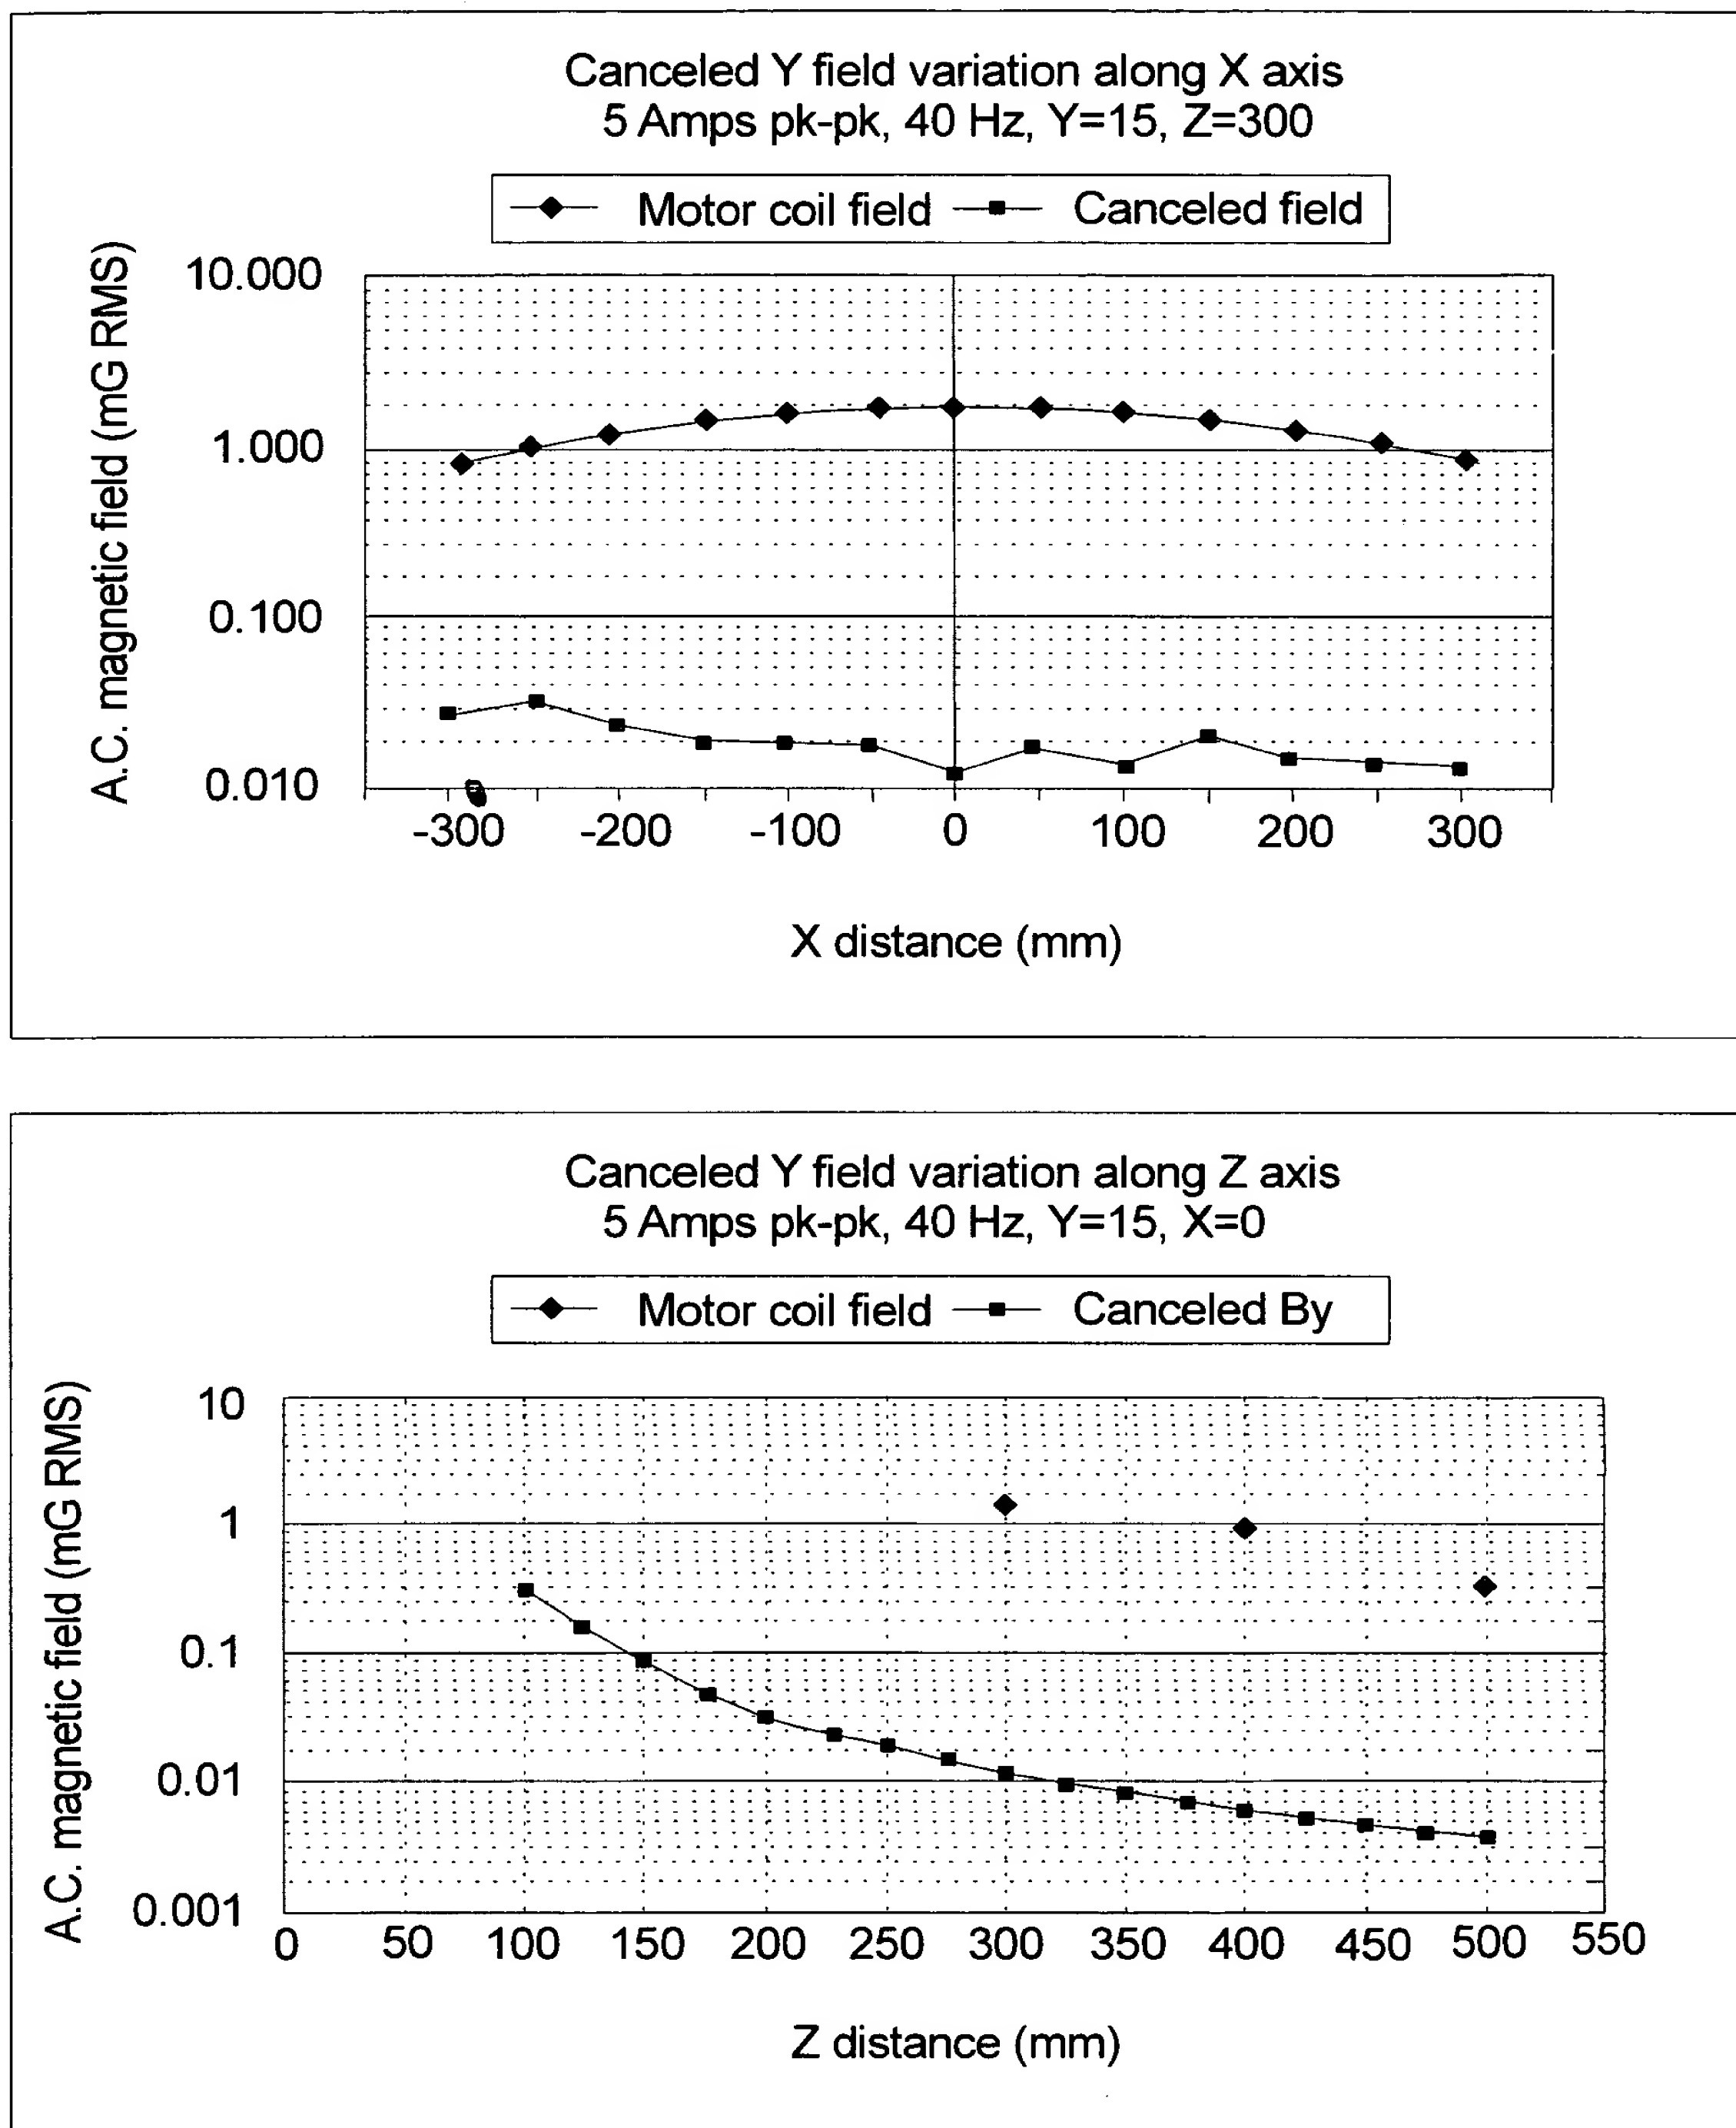 Canceled Y field variation along X axis
5 Amps pk-pk, 40 Hz, Y=15, Z=300
Motor coil field Canceled field
A.C. magnetic field (mG RMS)
10.000
1.000
0.100
0.010
-300 -200 -100 0 100 200 300
X distance (mm)
Canceled Y field variation along Z axis
5 Amps pk-pk, 40 Hz, Y=15, X=0
Motor coil field Canceled By
A.C. magnetic field (mG RMS)
10
1
0.1
0.01
0.001
0 50 100 150 200 250 300 350 400 450 500 550
Z distance (mm)